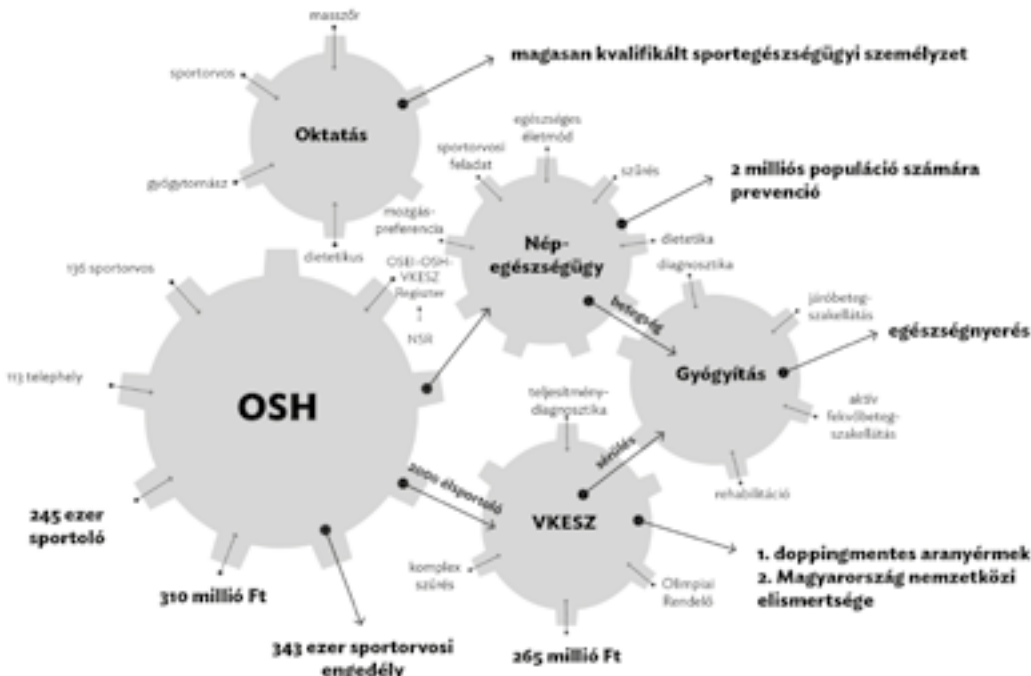 masszőr
magasan kvalifikált sportegészségügyi személyzet
sportorvos
Oktatás
gyógytornász
dietetikus
egészséges
életmód
sportorvosi
feladat
szűrés
2 milliós populáció számára
prevenció
mozgás-
preferencia
Nép-
egészségügy
dietetika
diagnosztika
136 sportorvos
OSEI-OSH-
VKESZ
Register
NSR
betegség
járóbeteg-
szakellátás
egészségnyerés
113 telephely
OSH
Gyógyítás
teljesítmény-
diagnosztika
aktív
fekvőbeteg-
szakellátás
sérülés
rehabilitáció
2000 élsportoló
245 ezer
sportoló
VKESZ
komplex
szűrés
Olimpiai
Rendelő
1. doppingmentes aranyérmek
2. Magyarország nemzetközi
elismertsége
310 millió Ft
343 ezer sportorvosi
engedély
265 millió Ft